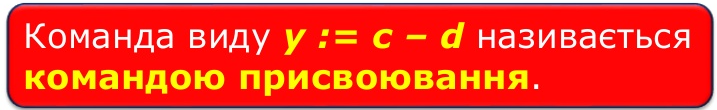 Команда виду y := c – d називається
командою присвоювання.